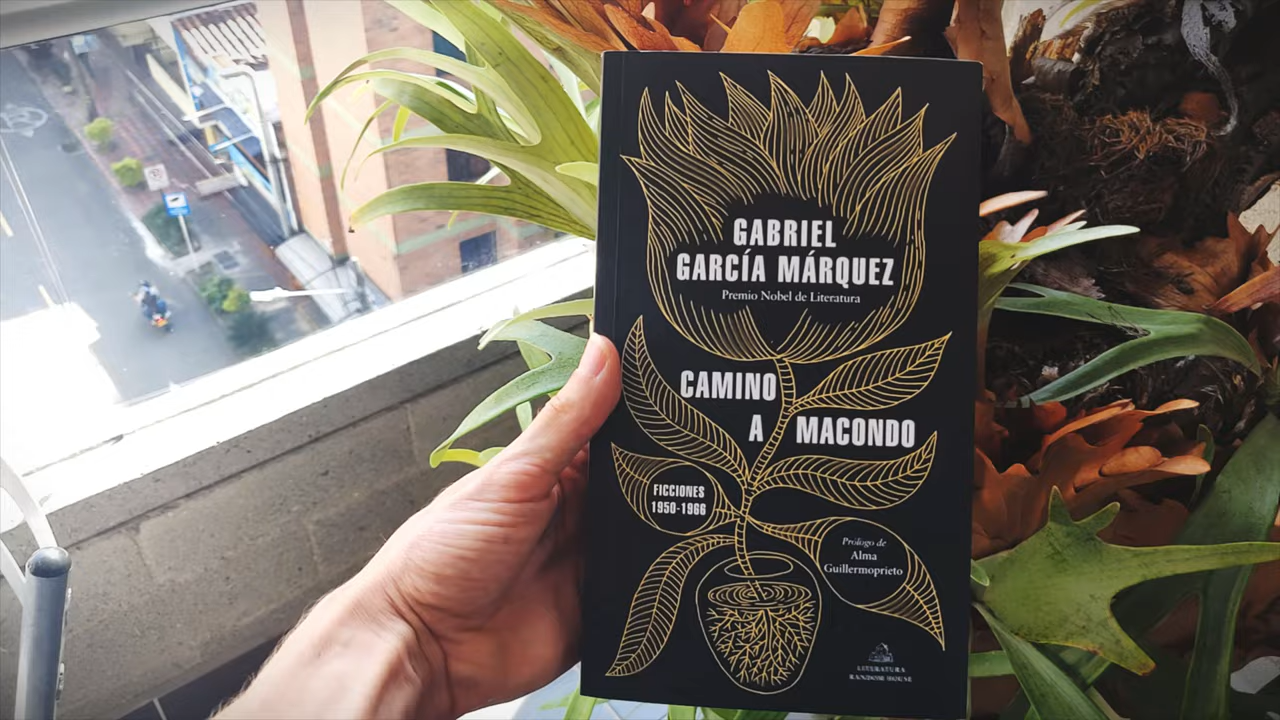 GABRIEL
GARCÍA MÁRQUEZ
Premio Nobel de Literatura
CAMINO
A MACONDO
FICCIONES
1950-1966
Prólogo de
Alma
Guillermoprieto
LITERATURA
RANDOM HOUSE